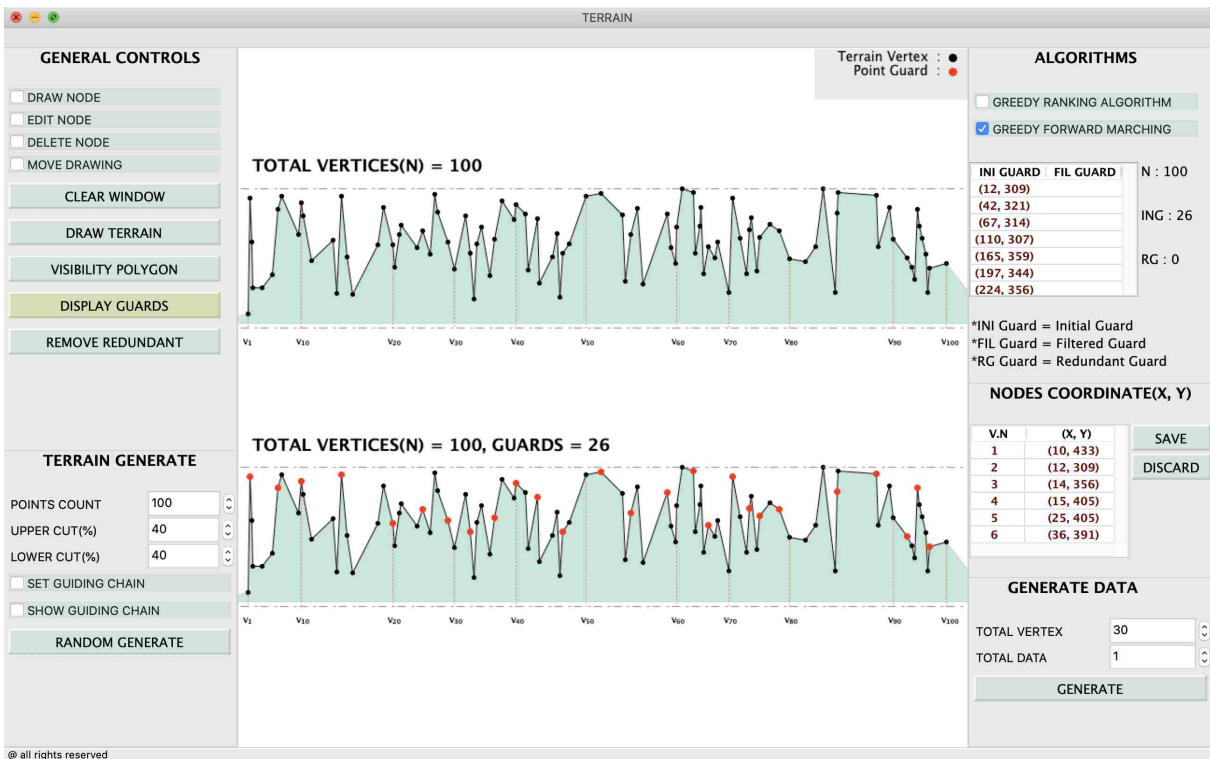 TERRAIN
GENERAL CONTROLS
DRAW NODE
EDIT NODE
DELETE NODE
MOVE DRAWING
CLEAR WINDOW
DRAW TERRAIN
VISIBILITY POLYGON
DISPLAY GUARDS
REMOVE REDUNDANT
TERRAIN GENERATE
POINTS COUNT 100
UPPER CUT(%) 40
LOWER CUT(%) 40
SET GUIDING CHAIN
SHOW GUIDING CHAIN
RANDOM GENERATE
Terrain Vertex :
Point Guard :
TOTAL VERTICES(N) = 100
V1 V10 V20 V30 V40 V50 V60 V70 V80 V90 V100
TOTAL VERTICES(N) = 100, GUARDS = 26
V1 V10 V20 V30 V40 V50 V60 V70 V80 V90 V100
ALGORITHMS
GREEDY RANKING ALGORITHM
GREEDY FORWARD MARCHING
INI GUARD FIL GUARD
(12, 309)
(42, 321)
(67, 314)
(110, 307)
(165, 359)
(197, 344)
(224, 356)
N : 100
ING : 26
RG : 0
*INI Guard = Initial Guard
*FIL Guard = Filtered Guard
*RG Guard = Redundant Guard
NODES COORDINATE(X, Y)
V.N (X, Y)
1 (10, 433)
2 (12, 309)
3 (14, 356)
4 (15, 405)
5 (25, 405)
6 (36, 391)
SAVE
DISCARD
GENERATE DATA
TOTAL VERTEX 30
TOTAL DATA 1
GENERATE
@ all rights reserved